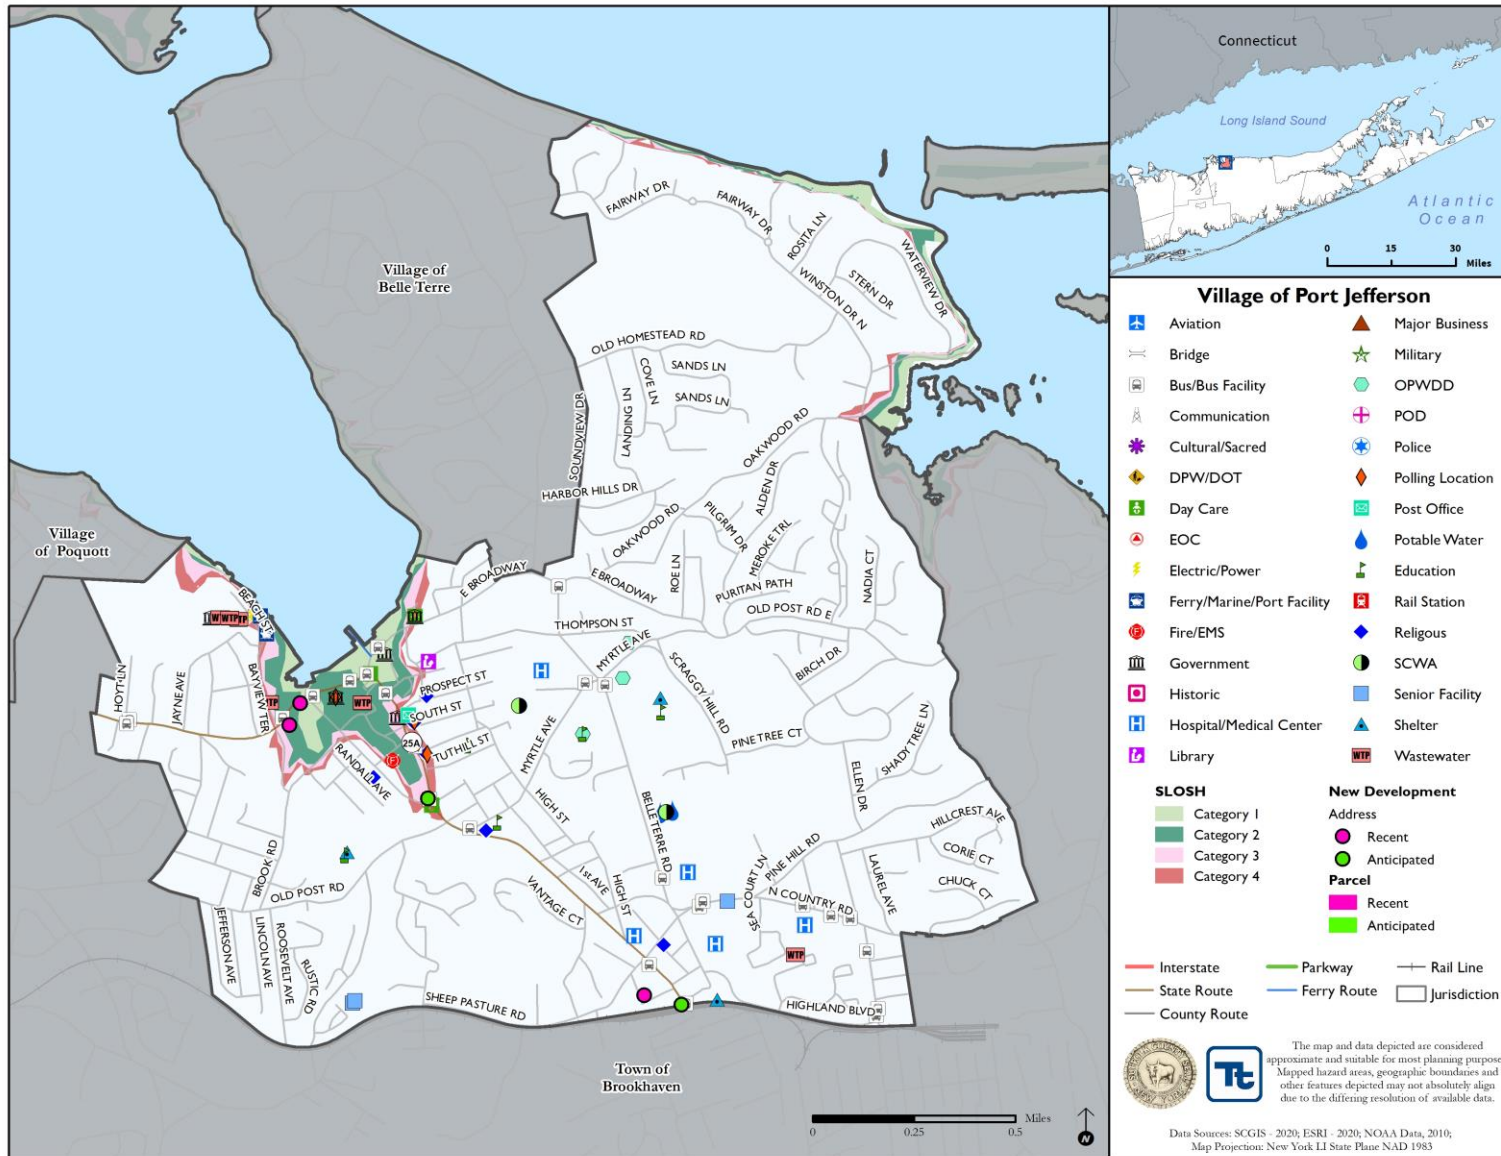 Connecticut
Long Island Sound
Atlantic
Ocean
0 15 30
Miles
Village of
Belle Terre
Village
of Poquott
Town of
Brookhaven
FAIRWAY DR
FAIRWAY DR
ROSITA LN
WATERVIEW DR
STERN DR
WINSTON DR N
OLD HOMESTEAD RD
SANDS LN
COVE LN
SANDS LN
LANDING LN
SOUNDVIEW DR
OAKWOOD RD
HARBOR HILLS DR
ALDEN DR
PILGRIM DR
OAKWOOD RD
MEROKE TRL
NADIA CT
E BROADWAY
E BROADWAY
ROE LN
PURITAN PATH
OLD POST RD E
BEACH ST
THOMPSON ST
MYRTLE AVE
SCRAGGY HILL RD
BIRCH DR
HOYT LN
JAYNE AVE
BAYVIEW TER
PROSPECT ST
SOUTH ST
25A
TUTHILL ST
MYRTLE AVE
PINE TREE CT
SHADY TREE LN
RANDALL AVE
ELLEN DR
HIGH ST
BELLE TERRE RD
HILLCREST AVE
PINE HILL RD
CORIE CT
BROOK RD
OLD POST RD
1st AVE
HIGH ST
SEA COURT LN
LAUREL AVE
CHUCK CT
VANTAGE CT
N COUNTRY RD
JEFFERSON AVE
LINCOLN AVE
ROOSEVELT AVE
RUSTIC RD
WTP
WTP
WTP
SHEEP PASTURE RD
HIGHLAND BLVD
Miles
0 0.25 0.5
N
Village of Port Jefferson
Aviation
Major Business
Bridge
Military
Bus/Bus Facility
OPWDD
Communication
POD
Cultural/Sacred
Police
DPW/DOT
Polling Location
Day Care
Post Office
EOC
Potable Water
Electric/Power
Education
Ferry/Marine/Port Facility
Rail Station
Fire/EMS
Religous
Government
SCWA
Historic
Senior Facility
Hospital/Medical Center
Shelter
Library
WTP Wastewater
SLOSH
Category 1
Category 2
Category 3
Category 4
New Development
Address
Recent
Anticipated
Parcel
Recent
Anticipated
Interstate
Parkway
Rail Line
State Route
Ferry Route
Jurisdiction
County Route
Tt
The map and data depicted are considered
approximate and suitable for most planning purpose
Mapped hazard areas, geographic boundaries and
other features depicted may not absolutely align
due to the differing resolution of available data.
Data Sources: SCGIS - 2020; ESRI - 2020; NOAA Data, 2010;
Map Projection: New York LI State Plane NAD 1983